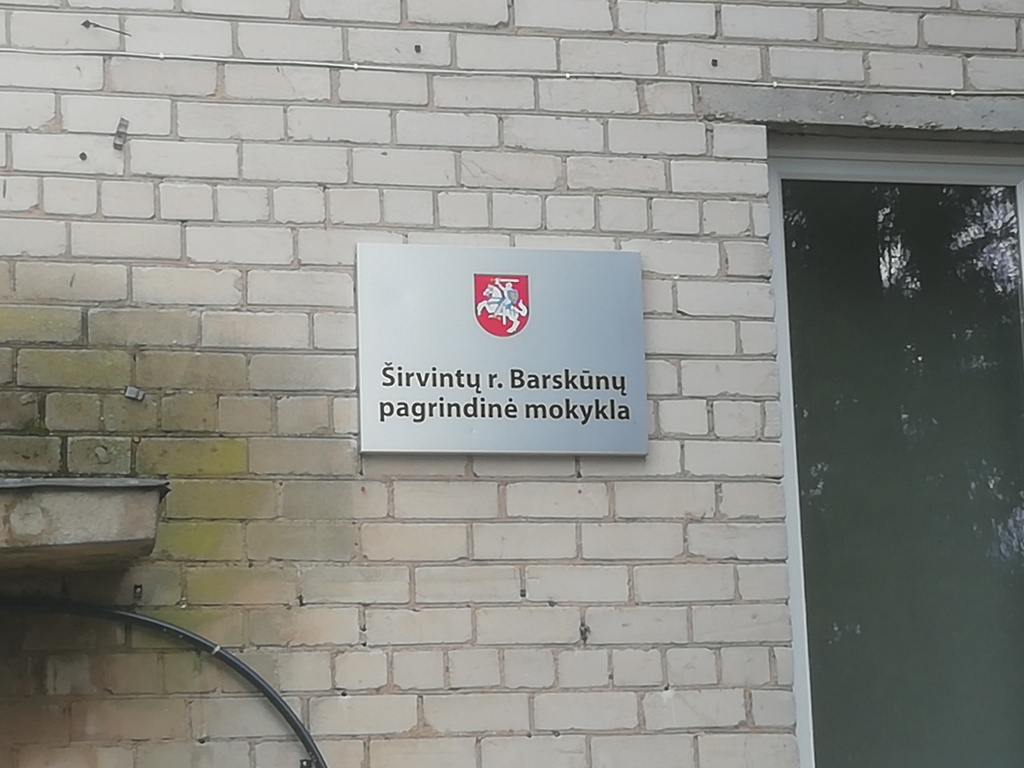 Širvintų r. Barskūnų
pagrindinė mokykla